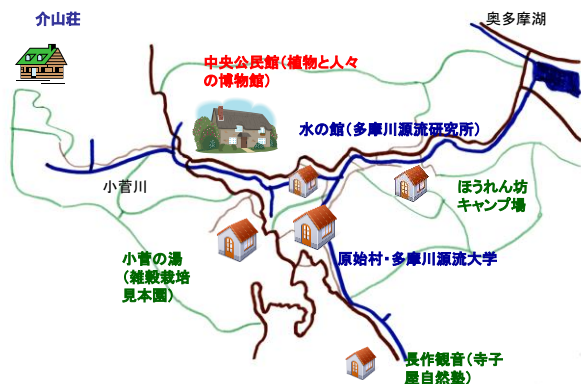 介山荘
奥多摩湖
中央公民館(植物と人々
の博物館)
水の館(多摩川源流研究所)
小菅川
ほうれん坊
キャンプ場
小菅の湯
(雑穀栽培
見本園)
原始村・多摩川源流大学
長作観音(寺子
屋自然塾)